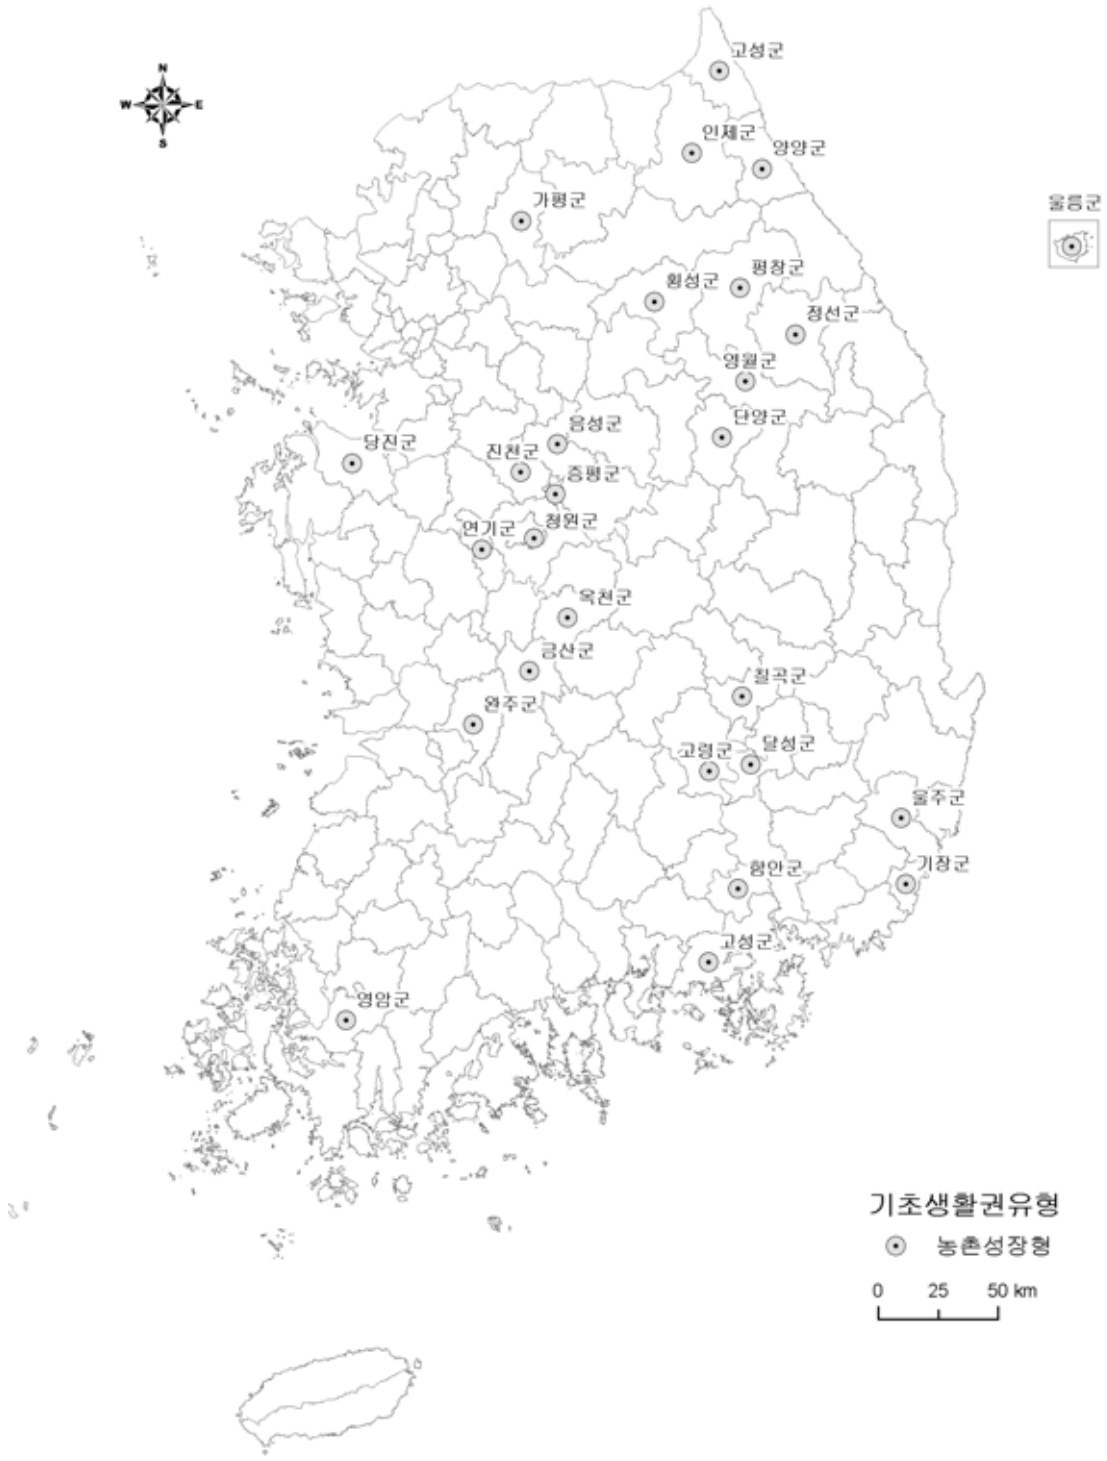 고성군
N
W E
S
인제군
양양군
가평군
울릉군
평창군
횡성군
정선군
영월군
단양군
음성군
당진군
진천군
증평군
청원군
연기군
옥천군
금산군
칠곡군
완주군
달성군
고령군
울주군
기장군
함안군
고성군
영암군
기초생활권유형
농촌성장형
0 25 50 km